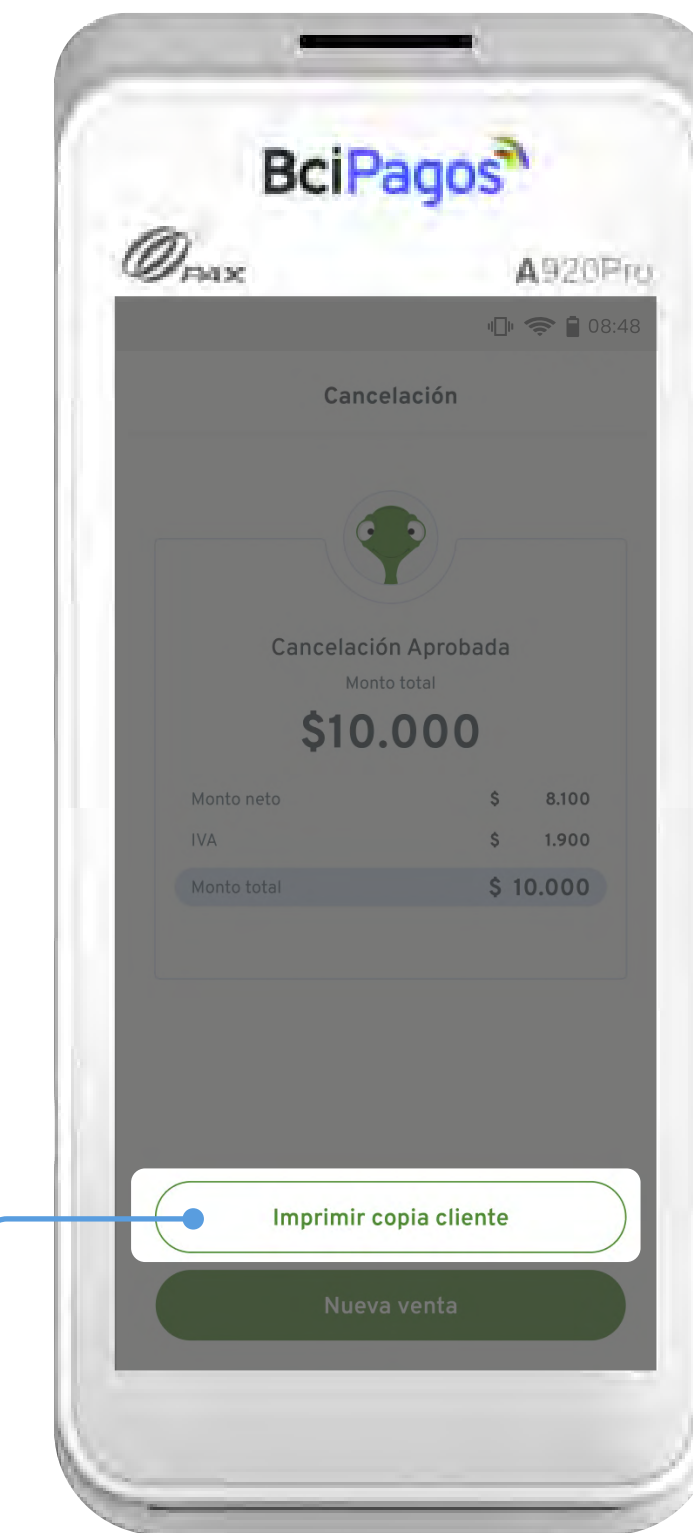 BciPagos
PAX
A920Pro
08:48
Cancelación
Cancelación Aprobada
Monto total
$10.000
Monto neto $ 8.100
IVA $ 1.900
Monto total $ 10.000
Imprimir copia cliente
Nueva venta